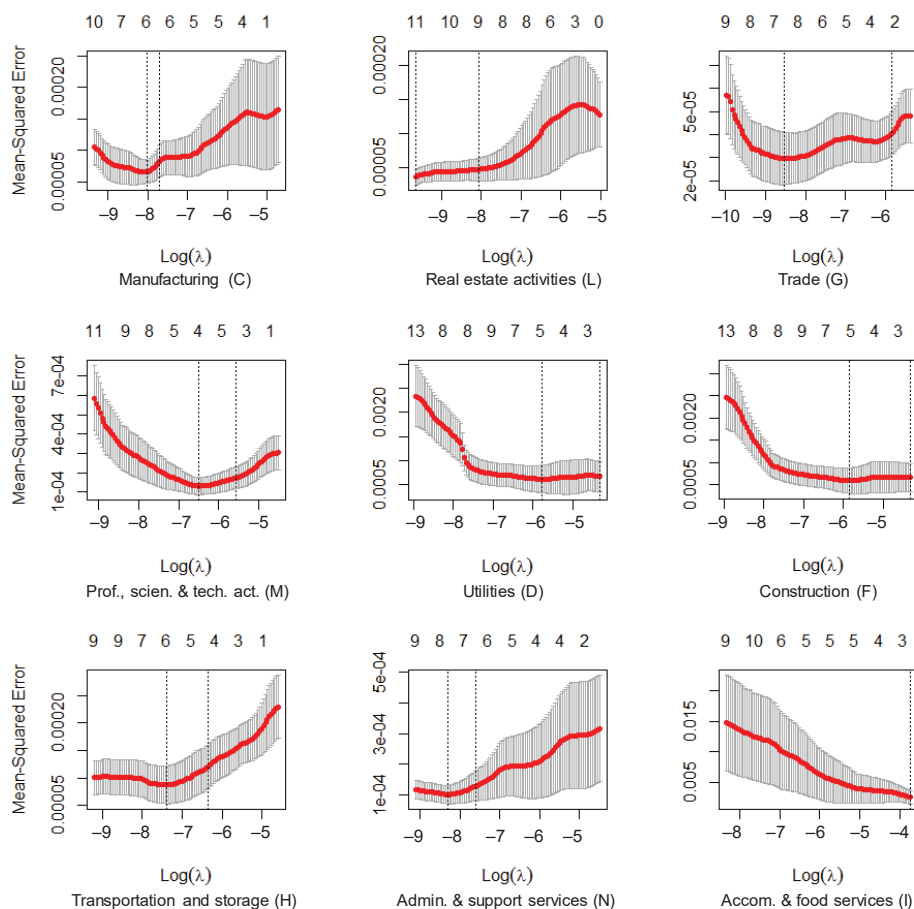 10 7 6 6 5 5 4 1
Mean-Squared Error
0.00005 0.00020
−9 −8 −7 −6 −5
Log(λ)
Manufacturing (C)
11 10 9 8 6 3 0
0.00005 0.00020
−9 −8 −7 −6 −5
Log(λ)
Real estate activities (L)
9 8 8 7 7 2
2e−05 5e−05
−10 −9 −8 −7 −6
Log(λ)
Trade (G)
11 9 8 5 4 5 3 1
Mean-Squared Error
1e−04 4e−04 7e−04
−9 −8 −7 −6 −5
Log(λ)
Prof., scien. & tech. act. (M)
13 8 8 9 7 5 4 3
0.0005 0.0020
−9 −8 −7 −6 −5
Log(λ)
Utilities (D)
13 8 8 9 7 5 4 3
0.0005 0.0020
−9 −8 −7 −6 −5
Log(λ)
Construction (F)
9 9 7 6 5 4 3 1
Mean-Squared Error
0.00005 0.00020
−9 −8 −7 −6 −5
Log(λ)
Transportation and storage (H)
9 7 7 6 5 4 4 2
1e−04 3e−04 5e−04
−9 −8 −7 −6 −5
Log(λ)
Admin. & support services (N)
9 10 6 5 5 5 3
0.005 0.015
−8 −7 −6 −5 −4
Log(λ)
Accom. & food services (I)